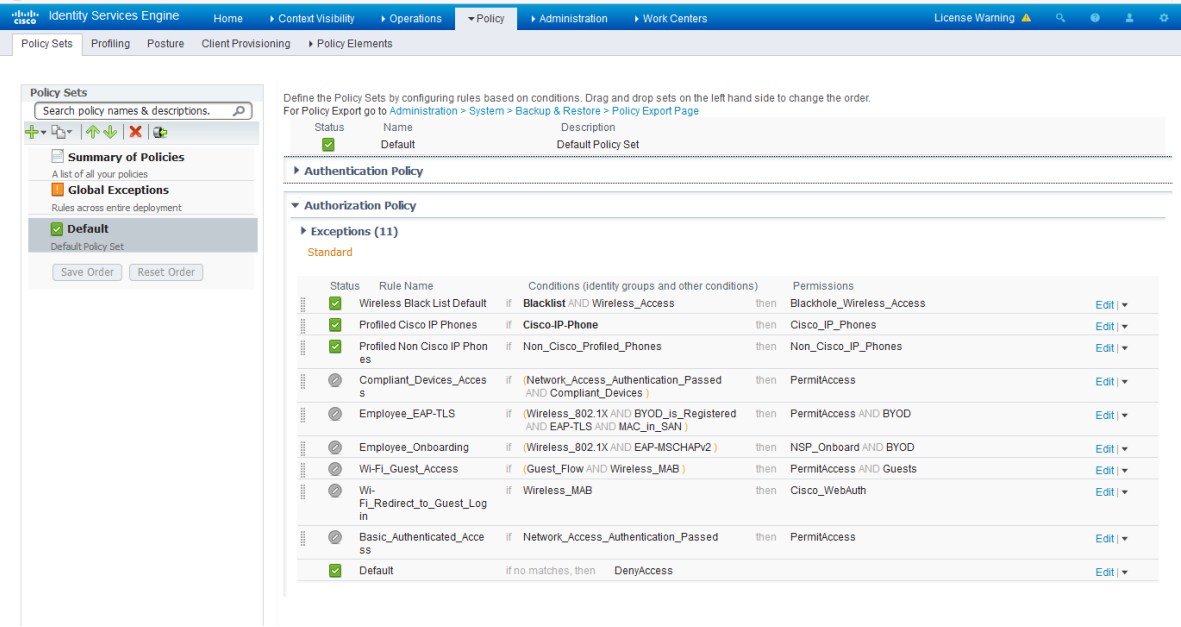 cisco Identity Services Engine Home Context Visibility Operations Policy Administration Work Centers License Warning
Policy Sets Profiling Posture Client Provisioning Policy Elements
Policy Sets
Search policy names & descriptions.
Summary of Policies
A list of all your policies
Global Exceptions
Rules across entire deployment
Default
Default Policy Set
Save Order Reset Order
Define the Policy Sets by configuring rules based on conditions. Drag and drop sets on the left hand side to change the order.
For Policy Export go to Administration > System > Backup & Restore > Policy Export Page
Status Name Description
Default Default Policy Set
Authentication Policy
Authorization Policy
Exceptions (11)
Standard
Status Rule Name Conditions (identity groups and other conditions) Permissions
Wireless Black List Default if Blacklist AND Wireless_Access then Blackhole_Wireless_Access Edit |
Profiled Cisco IP Phones if Cisco-IP-Phone then Cisco_IP_Phones Edit |
Profiled Non Cisco IP Phon if Non_Cisco_Profiled_Phones then Non_Cisco_IP_Phones Edit |
es
Compliant_Devices_Acces if (Network_Access_Authentication_Passed then PermitAccess Edit |
s AND Compliant_Devices )
Employee_EAP-TLS if (Wireless_802.1X AND BYOD_is_Registered then PermitAccess AND BYOD Edit |
AND EAP-TLS AND MAC_in_SAN )
Employee_Onboarding if (Wireless_802.1X AND EAP-MSCHAPv2 ) then NSP_Onboard AND BYOD Edit |
Wi-Fi_Guest_Access if (Guest_Flow AND Wireless_MAB ) then PermitAccess AND Guests Edit |
Wi- if Wireless_MAB then Cisco_WebAuth Edit |
Fi_Redirect_to_Guest_Log
in
Basic_Authenticated_Acce if Network_Access_Authentication_Passed then PermitAccess Edit |
ss
Default if no matches, then DenyAccess Edit |